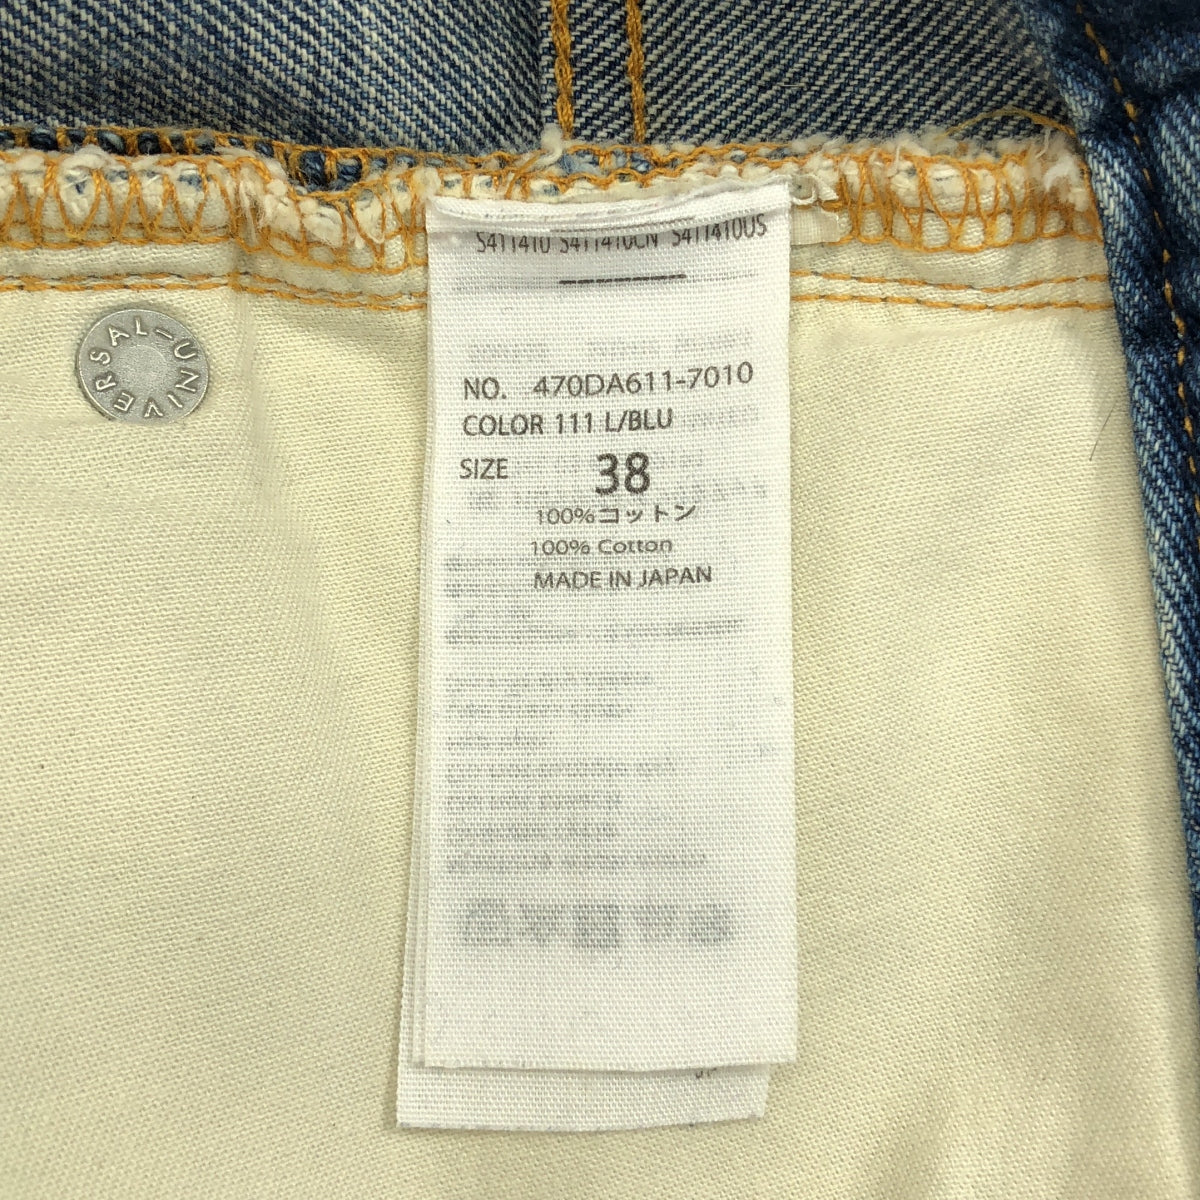 S411410 S411410CN S411410US
UNIVERSAL–
NO. 470DA611-7010
COLOR 111 L/BLU
SIZE 38
100%コットン
100% Cotton
MADE IN JAPAN